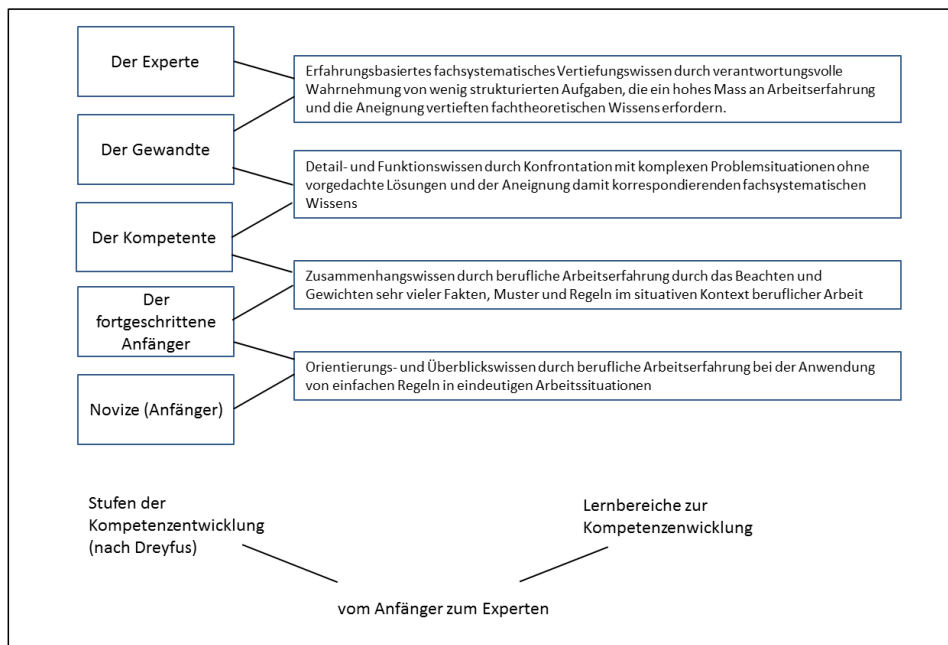 Der Experte
Erfahrungsbasiertes fachsystematisches Vertiefungswissen durch verantwortungsvolle
Wahrnehmung von wenig strukturierten Aufgaben, die ein hohes Mass an Arbeitserfahrung
und die Aneignung vertieften fachtheoretischen Wissens erfordern.
Der Gewandte
Detail- und Funktionswissen durch Konfrontation mit komplexen Problemsituationen ohne
vorgedachte Lösungen und der Aneignung damit korrespondierenden fachsystematischen
Wissens
Der Kompetente
Zusammenhangswissen durch berufliche Arbeitserfahrung durch das Beachten und
Gewichten sehr vieler Fakten, Muster und Regeln im situativen Kontext beruflicher Arbeit
Der
fortgeschrittene
Anfänger
Orientierungs- und Überblickswissen durch berufliche Arbeitserfahrung bei der Anwendung
von einfachen Regeln in eindeutigen Arbeitssituationen
Novize (Anfänger)
Stufen der
Kompetenzentwicklung
(nach Dreyfus)
Lernbereiche zur
Kompetenzenwicklung
vom Anfänger zum Experten